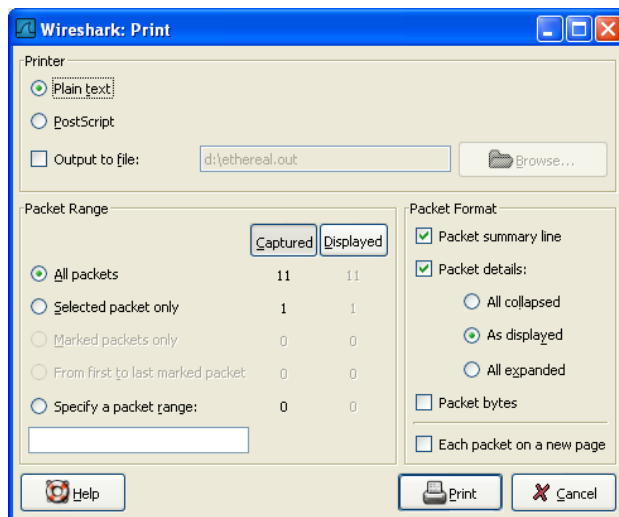 Wireshark: Print
Printer
Plain text
PostScript
Output to file: d:\ethereal.out Browse...
Packet Range
Captured Displayed
All packets 11 11
Selected packet only 1 1
Marked packets only 0 0
From first to last marked packet 0 0
Specify a packet range: 0 0
Packet Format
Packet summary line
Packet details:
All collapsed
As displayed
All expanded
Packet bytes
Each packet on a new page
Help Print Cancel